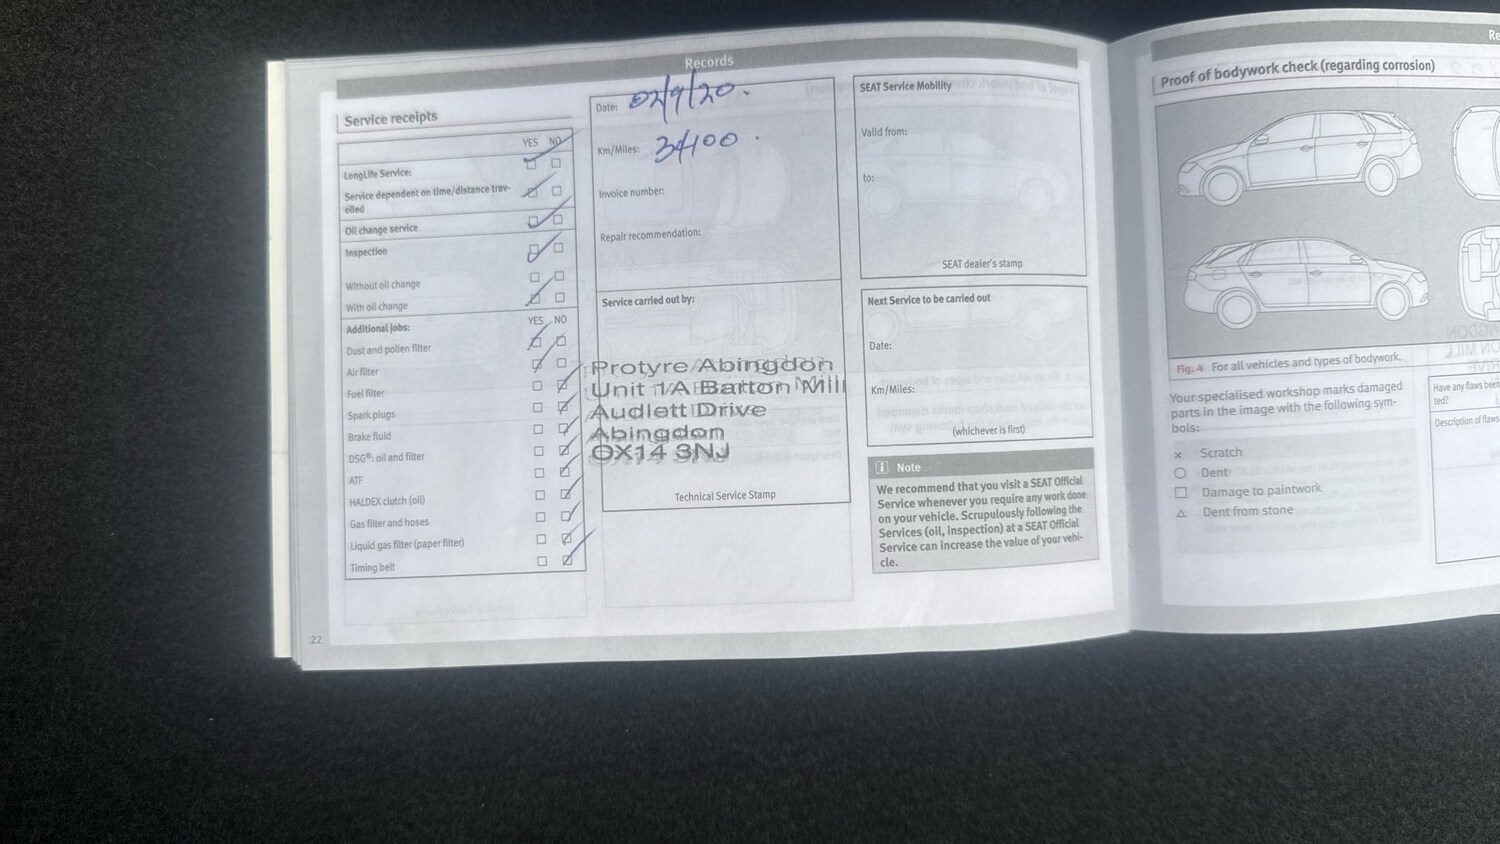 Records
Service receipts
YES NO
LongLife Service:
Service dependent on time/distance trav-
elled
Oil change service
Inspection
Without oil change
With oil change
Additional jobs:
YES NO
Dust and pollen filter
Air filter
Fuel filter
Spark plugs
Brake fluid
DSG®: oil and filter
ATF
HALDEX clutch (oil)
Gas filter and hoses
Liquid gas filter (paper filter)
Timing belt
22
Date: 02/9/20.
Km/Miles: 34100.
Invoice number:
Repair recommendation:
Service carried out by:
Protyre Abingdon
Unit 1A Barton Mill
Audlett Drive
Abingdon
OX14 3NJ
Technical Service Stamp
SEAT Service Mobility
Valid from:
to:
SEAT dealer's stamp
Next Service to be carried out
Date:
Km/Miles:
(whichever is first)
i Note
We recommend that you visit a SEAT Official
Service whenever you require any work done
on your vehicle. Scrupulously following the
Services (oil, inspection) at a SEAT Official
Service can increase the value of your vehi-
cle.
Proof of bodywork check (regarding corrosion)
Fig. 4 For all vehicles and types of bodywork.
Your specialised workshop marks damaged
parts in the image with the following sym-
bols:
x Scratch
○ Dent
□ Damage to paintwork
△ Dent from stone
Have any flaws been
ted?
Description of flaws